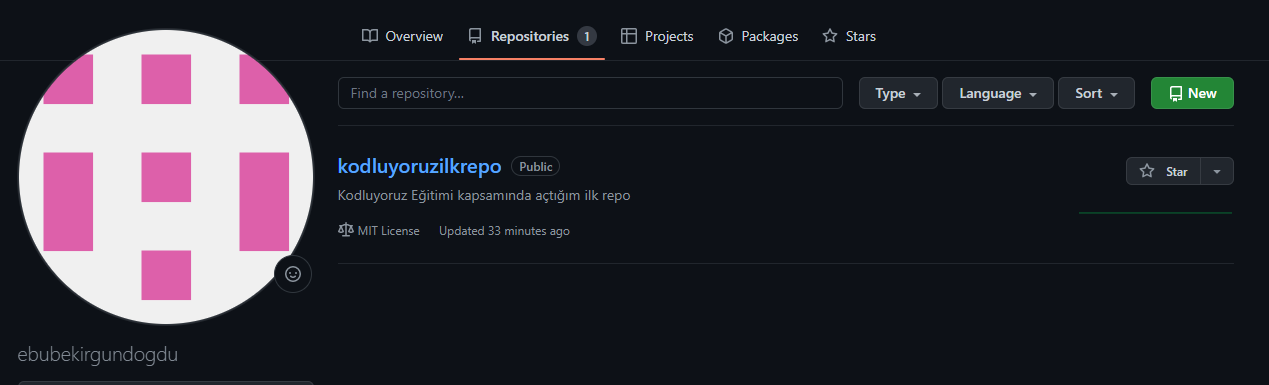 Overview Repositories 1 Projects Packages Stars
Find a repository... Type Language Sort New
kodluyoruzilkrepo Public Star
Kodluyoruz Eğitimi kapsamında açtığım ilk repo
MIT License Updated 33 minutes ago
ebubekirgundogdu